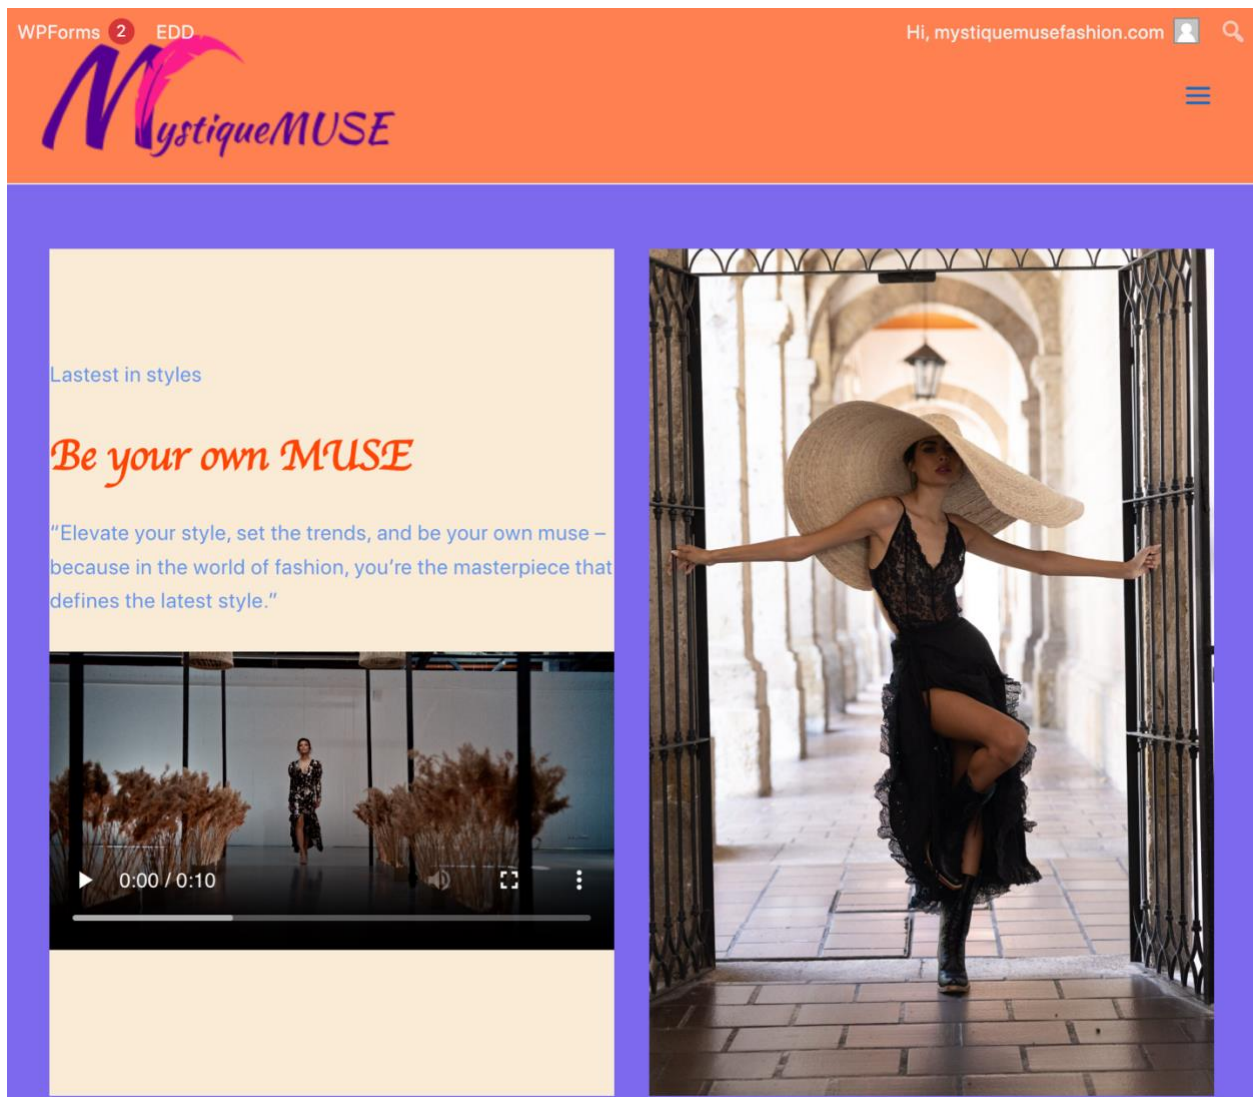 WPForms 2 EDD Hi, mystiquemusefashion.com
MystiqueMUSE
Lastest in styles
Be your own MUSE
“Elevate your style, set the trends, and be your own muse –
because in the world of fashion, you’re the masterpiece that
defines the latest style.”
0:00 / 0:10